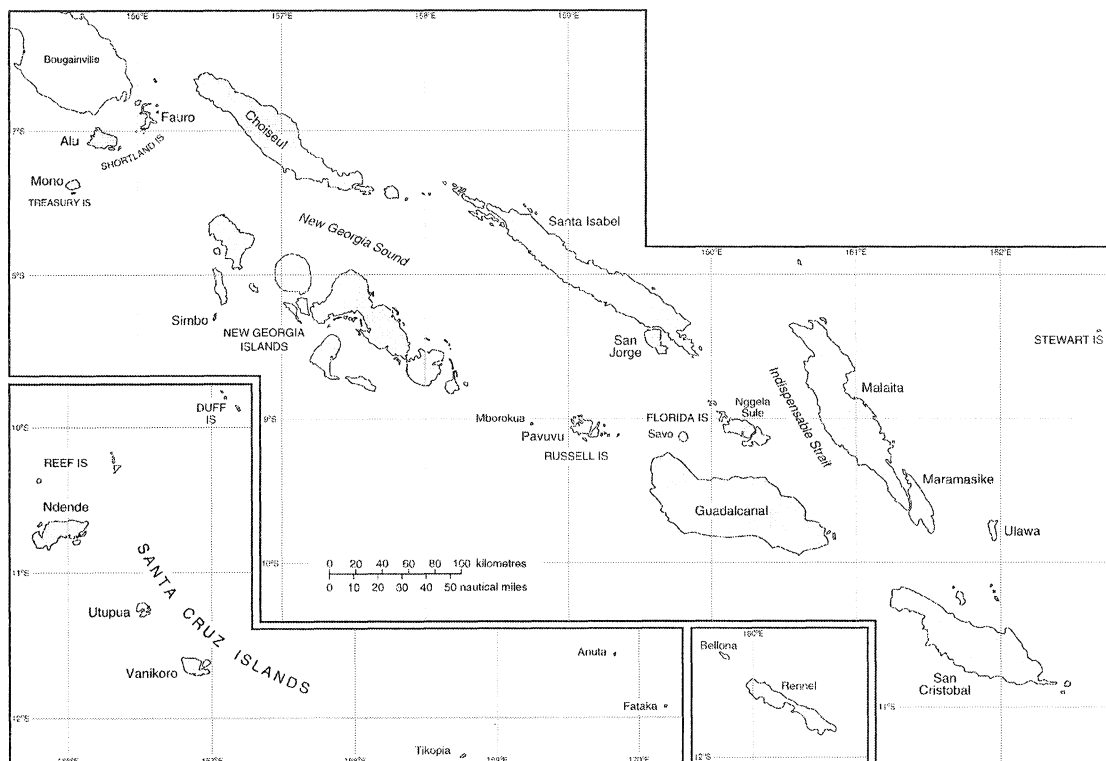 156°E 157°E 158°E 159°E
Bougainville
Fauro
Choiseul
7°S
Alu
SHORTLAND IS
Mono
TREASURY IS
New Georgia Sound
Santa Isabel
160°E 161°E 162°E
8°S
Simbo
NEW GEORGIA
ISLANDS
San
Jorge
STEWART IS
Malaita
Indispensable Strait
Nggela
Sule
DUFF
IS
Mborokua
9°S
FLORIDA IS
Pavuvu
Savo
RUSSELL IS
10°S
REEF IS
Maramasike
Ndende
Guadalcanal
Ulawa
SANTA CRUZ ISLANDS
0 20 40 60 80 100 kilometres
0 10 20 30 40 50 nautical miles
10°S
11°S
Utupua
Vanikoro
Anuta
Fataka
Tikopia
12°S
160°E
Bellona
Rennel
12°S
San
Cristobal
11°S